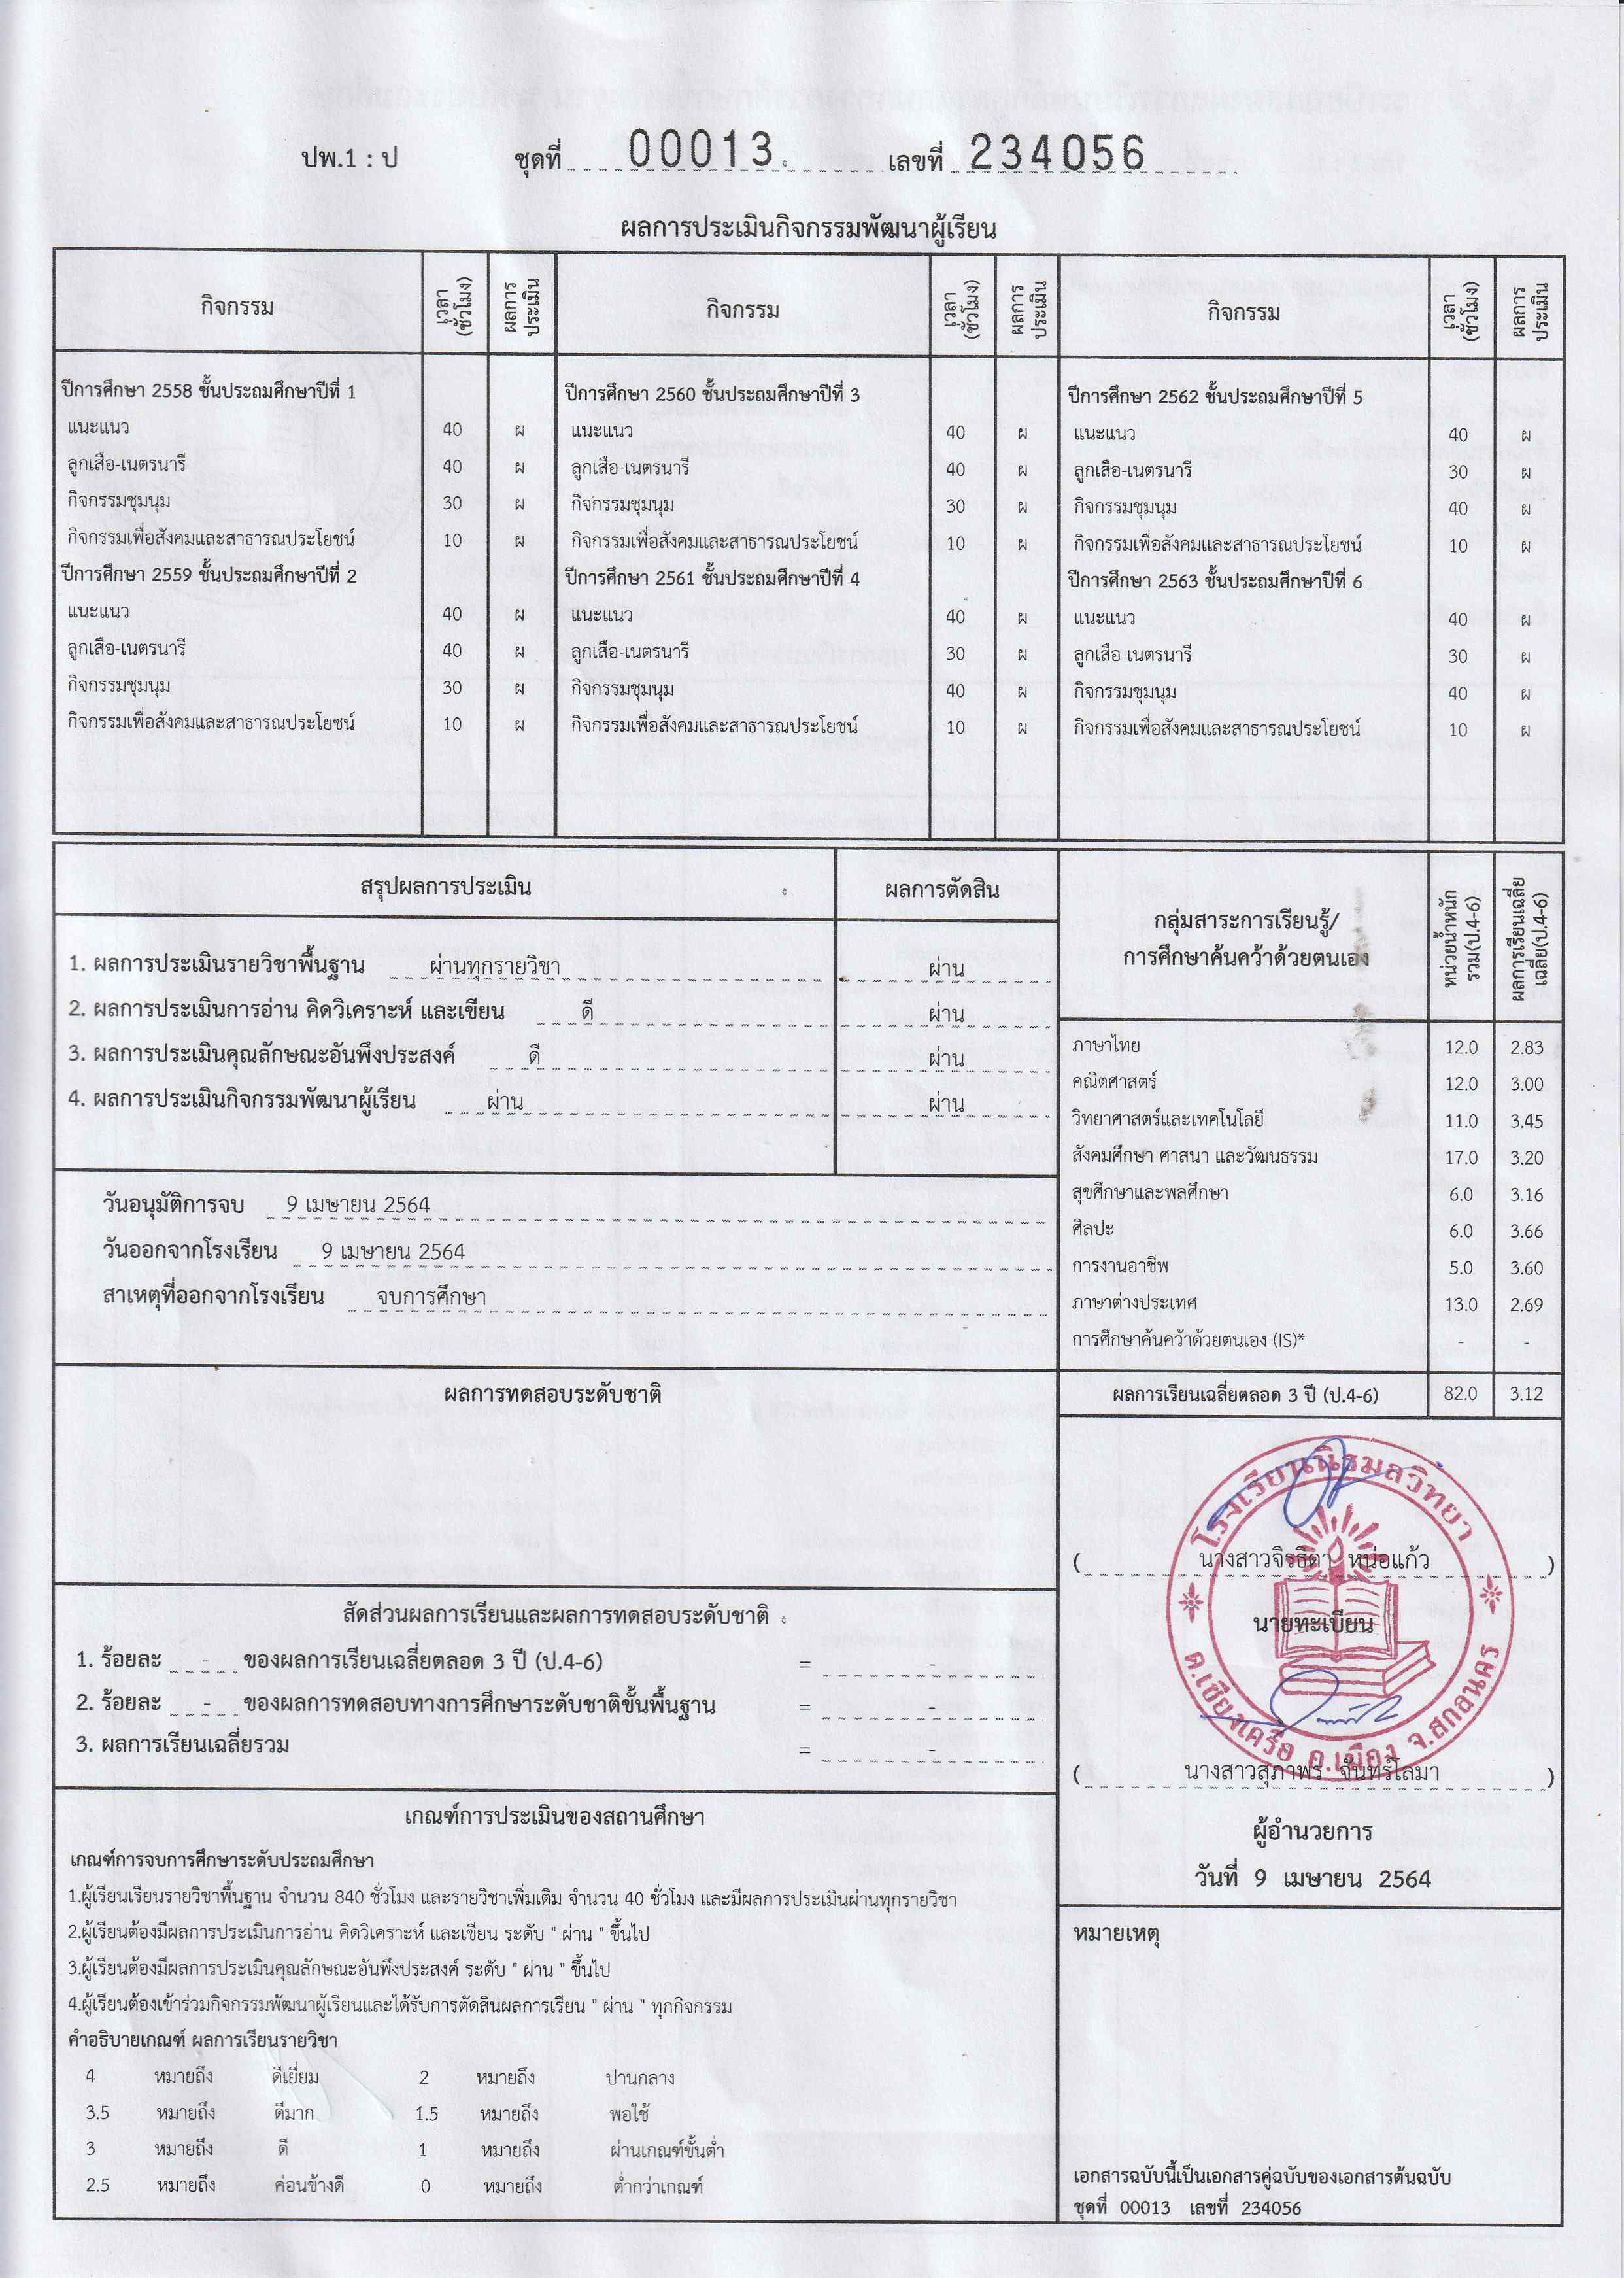 ปพ.1 : ป ชุดที่ 00013 เลขที่ 234056
ผลการประเมินกิจกรรมพัฒนาผู้เรียน
กิจกรรม เวลา (ชั่วโมง) ผลการประเมิน กิจกรรม เวลา (ชั่วโมง) ผลการประเมิน กิจกรรม เวลา (ชั่วโมง) ผลการประเมิน
ปีการศึกษา 2558 ชั้นประถมศึกษาปีที่ 1
แนะแนว 40 ผ
ลูกเสือ-เนตรนารี 40 ผ
กิจกรรมชุมนุม 30 ผ
กิจกรรมเพื่อสังคมและสาธารณประโยชน์ 10 ผ
ปีการศึกษา 2559 ชั้นประถมศึกษาปีที่ 2
แนะแนว 40 ผ
ลูกเสือ-เนตรนารี 40 ผ
กิจกรรมชุมนุม 30 ผ
กิจกรรมเพื่อสังคมและสาธารณประโยชน์ 10 ผ
ปีการศึกษา 2560 ชั้นประถมศึกษาปีที่ 3
แนะแนว 40 ผ
ลูกเสือ-เนตรนารี 40 ผ
กิจกรรมชุมนุม 30 ผ
กิจกรรมเพื่อสังคมและสาธารณประโยชน์ 10 ผ
ปีการศึกษา 2561 ชั้นประถมศึกษาปีที่ 4
แนะแนว 40 ผ
ลูกเสือ-เนตรนารี 30 ผ
กิจกรรมชุมนุม 40 ผ
กิจกรรมเพื่อสังคมและสาธารณประโยชน์ 10 ผ
ปีการศึกษา 2562 ชั้นประถมศึกษาปีที่ 5
แนะแนว 40 ผ
ลูกเสือ-เนตรนารี 30 ผ
กิจกรรมชุมนุม 40 ผ
กิจกรรมเพื่อสังคมและสาธารณประโยชน์ 10 ผ
ปีการศึกษา 2563 ชั้นประถมศึกษาปีที่ 6
แนะแนว 40 ผ
ลูกเสือ-เนตรนารี 30 ผ
กิจกรรมชุมนุม 40 ผ
กิจกรรมเพื่อสังคมและสาธารณประโยชน์ 10 ผ
สรุปผลการประเมิน ผลการตัดสิน
1. ผลการประเมินรายวิชาพื้นฐาน ผ่านทุกรายวิชา ผ่าน
2. ผลการประเมินการอ่าน คิดวิเคราะห์ และเขียน ดี ผ่าน
3. ผลการประเมินคุณลักษณะอันพึงประสงค์ ดี ผ่าน
4. ผลการประเมินกิจกรรมพัฒนาผู้เรียน ผ่าน ผ่าน
วันอนุมัติการจบ 9 เมษายน 2564
วันออกจากโรงเรียน 9 เมษายน 2564
สาเหตุที่ออกจากโรงเรียน จบการศึกษา
ผลการทดสอบระดับชาติ
สัดส่วนผลการเรียนและผลการทดสอบระดับชาติ
1. ร้อยละ - ของผลการเรียนเฉลี่ยตลอด 3 ปี (ป.4-6) = -
2. ร้อยละ - ของผลการทดสอบทางการศึกษาระดับชาติขั้นพื้นฐาน = -
3. ผลการเรียนเฉลี่ยรวม = -
เกณฑ์การประเมินของสถานศึกษา
เกณฑ์การจบการศึกษาระดับประถมศึกษา
1.ผู้เรียนเรียนรายวิชาพื้นฐาน จำนวน 840 ชั่วโมง และรายวิชาเพิ่มเติม จำนวน 40 ชั่วโมง และมีผลการประเมินผ่านทุกรายวิชา
2.ผู้เรียนต้องมีผลการประเมินการอ่าน คิดวิเคราะห์ และเขียน ระดับ " ผ่าน " ขึ้นไป
3.ผู้เรียนต้องมีผลการประเมินคุณลักษณะอันพึงประสงค์ ระดับ " ผ่าน " ขึ้นไป
4.ผู้เรียนต้องเข้าร่วมกิจกรรมพัฒนาผู้เรียนและได้รับการตัดสินผลการเรียน " ผ่าน " ทุกกิจกรรม
คำอธิบายเกณฑ์ ผลการเรียนรายวิชา
4 หมายถึง ดีเยี่ยม 2 หมายถึง ปานกลาง
3.5 หมายถึง ดีมาก 1.5 หมายถึง พอใช้
3 หมายถึง ดี 1 หมายถึง ผ่านเกณฑ์ขั้นต่ำ
2.5 หมายถึง ค่อนข้างดี 0 หมายถึง ต่ำกว่าเกณฑ์
กลุ่มสาระการเรียนรู้/
การศึกษาค้นคว้าด้วยตนเอง
หน่วยน้ำหนัก
รวม(ป.4-6)
ผลการเรียนเฉลี่ย
เฉลี่ย(ป.4-6)
ภาษาไทย 12.0 2.83
คณิตศาสตร์ 12.0 3.00
วิทยาศาสตร์และเทคโนโลยี 11.0 3.45
สังคมศึกษา ศาสนา และวัฒนธรรม 17.0 3.20
สุขศึกษาและพลศึกษา 6.0 3.16
ศิลปะ 6.0 3.66
การงานอาชีพ 5.0 3.60
ภาษาต่างประเทศ 13.0 2.69
การศึกษาค้นคว้าด้วยตนเอง (IS)* - -
ผลการเรียนเฉลี่ยตลอด 3 ปี (ป.4-6) 82.0 3.12
โรงเรียนนิรมลวิทยา
( นางสาวจิรธิดา หน่อแก้ว )
นายทะเบียน
ต.เชียงเครือ อ.เมือง จ.สกลนคร
( นางสาวสุภาพร จันทร์โสมา )
ผู้อำนวยการ
วันที่ 9 เมษายน 2564
หมายเหตุ
เอกสารฉบับนี้เป็นเอกสารคู่ฉบับของเอกสารต้นฉบับ
ชุดที่ 00013 เลขที่ 234056